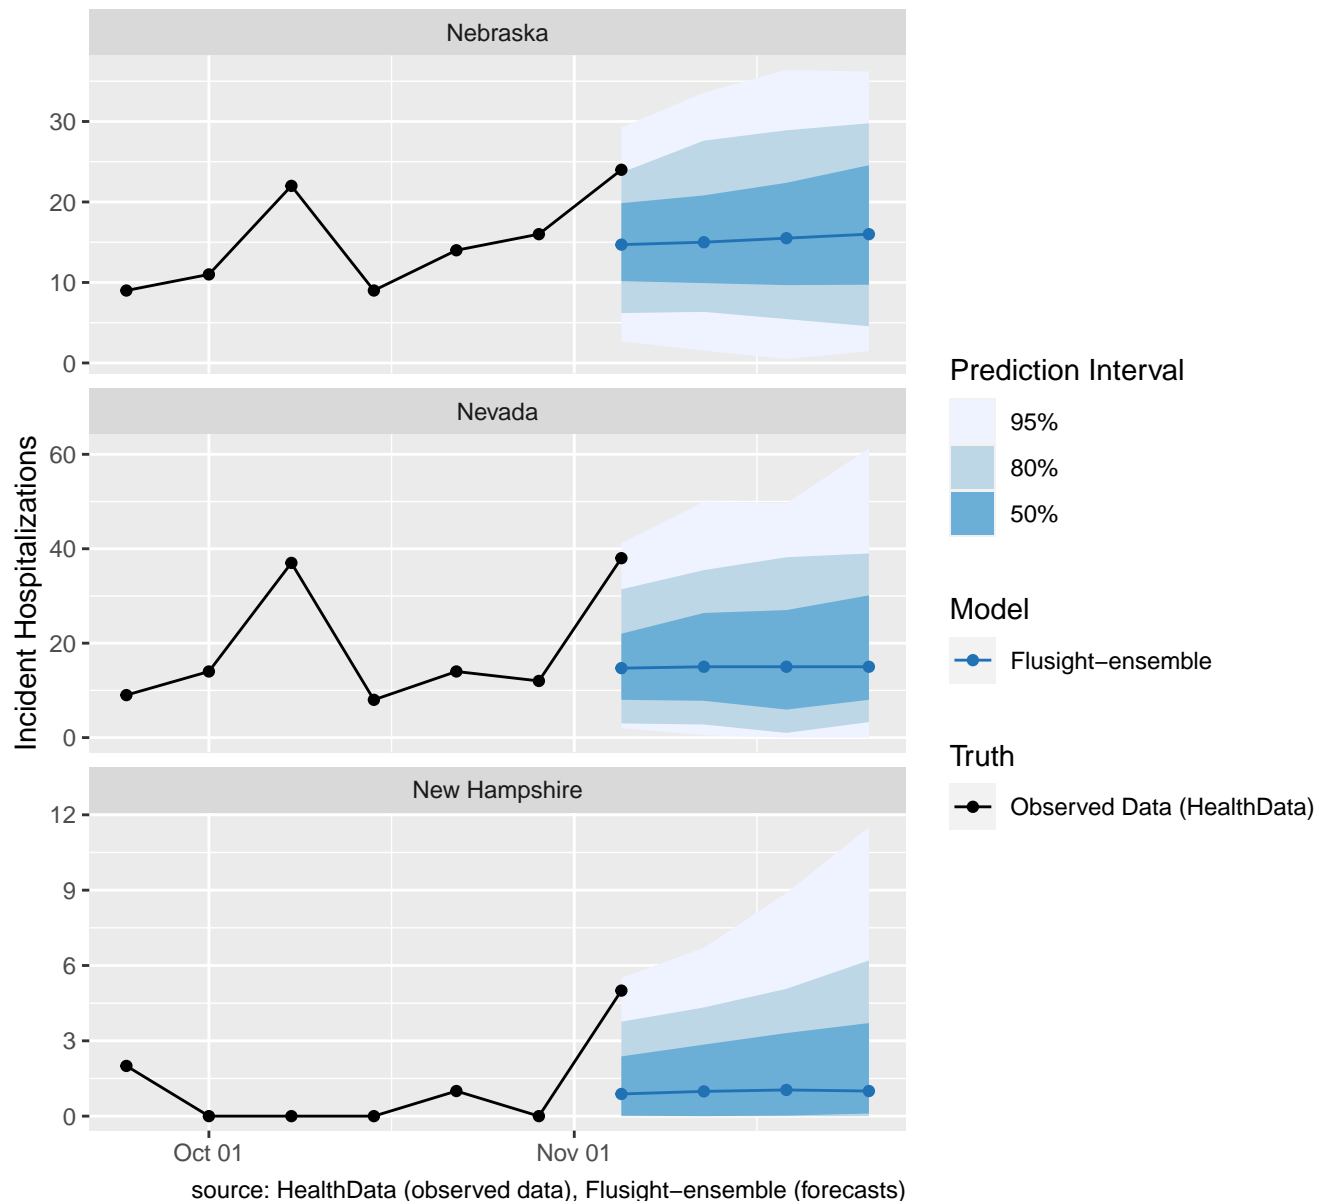 Nebraska
30
20
10
0
Nevada
60
40
20
0
New Hampshire
12
9
6
3
0
Oct 01
Nov 01
Incident Hospitalizations
source: HealthData (observed data), Flusight−ensemble (forecasts)
Prediction Interval
95%
80%
50%
Model
Flusight−ensemble
Truth
Observed Data (HealthData)